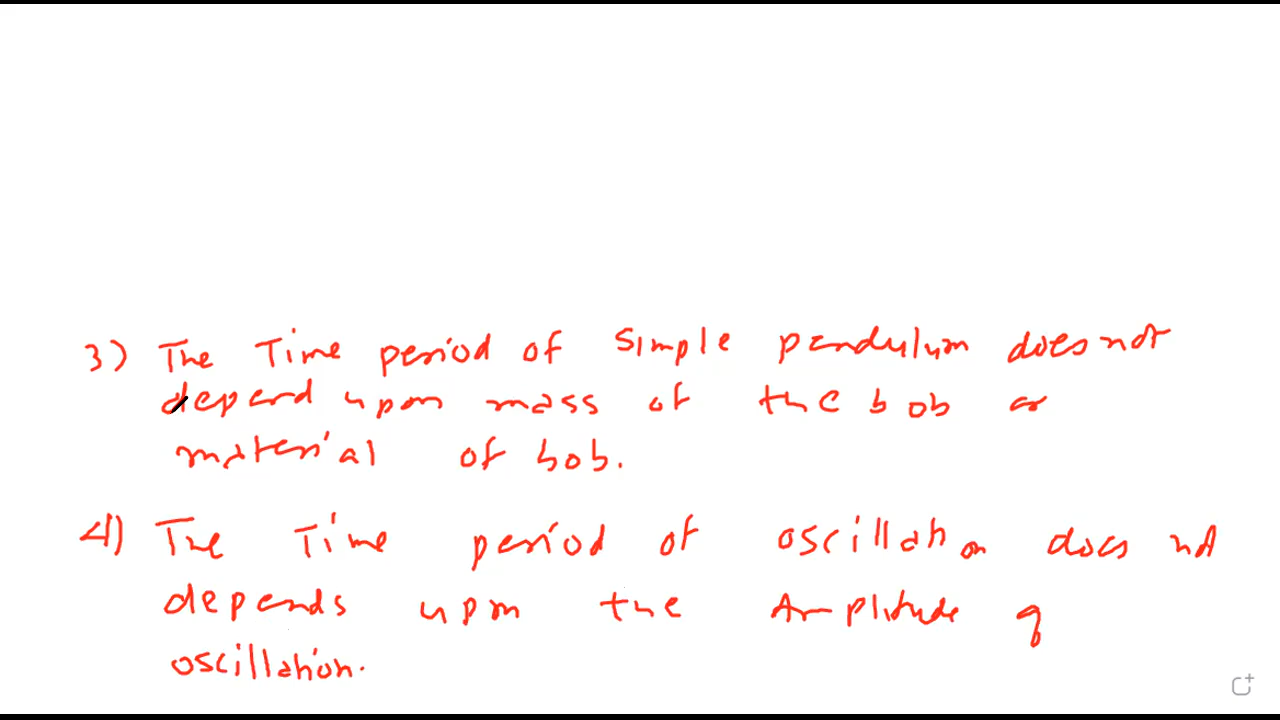 3) The Time period of simple pendulum does not
depend upon mass of the bob or
material of bob.
4) The Time period of oscillation does not
depends upon the Amplitude of
oscillation.